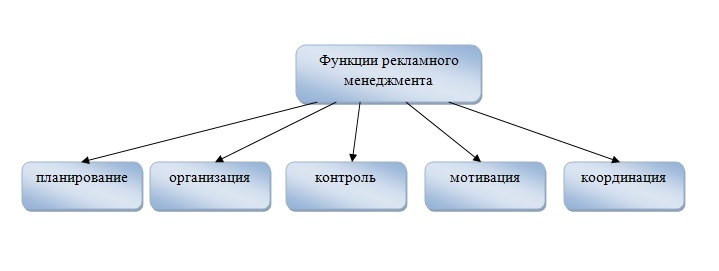 Функции рекламного
менеджмента
планирование
организация
контроль
мотивация
координация